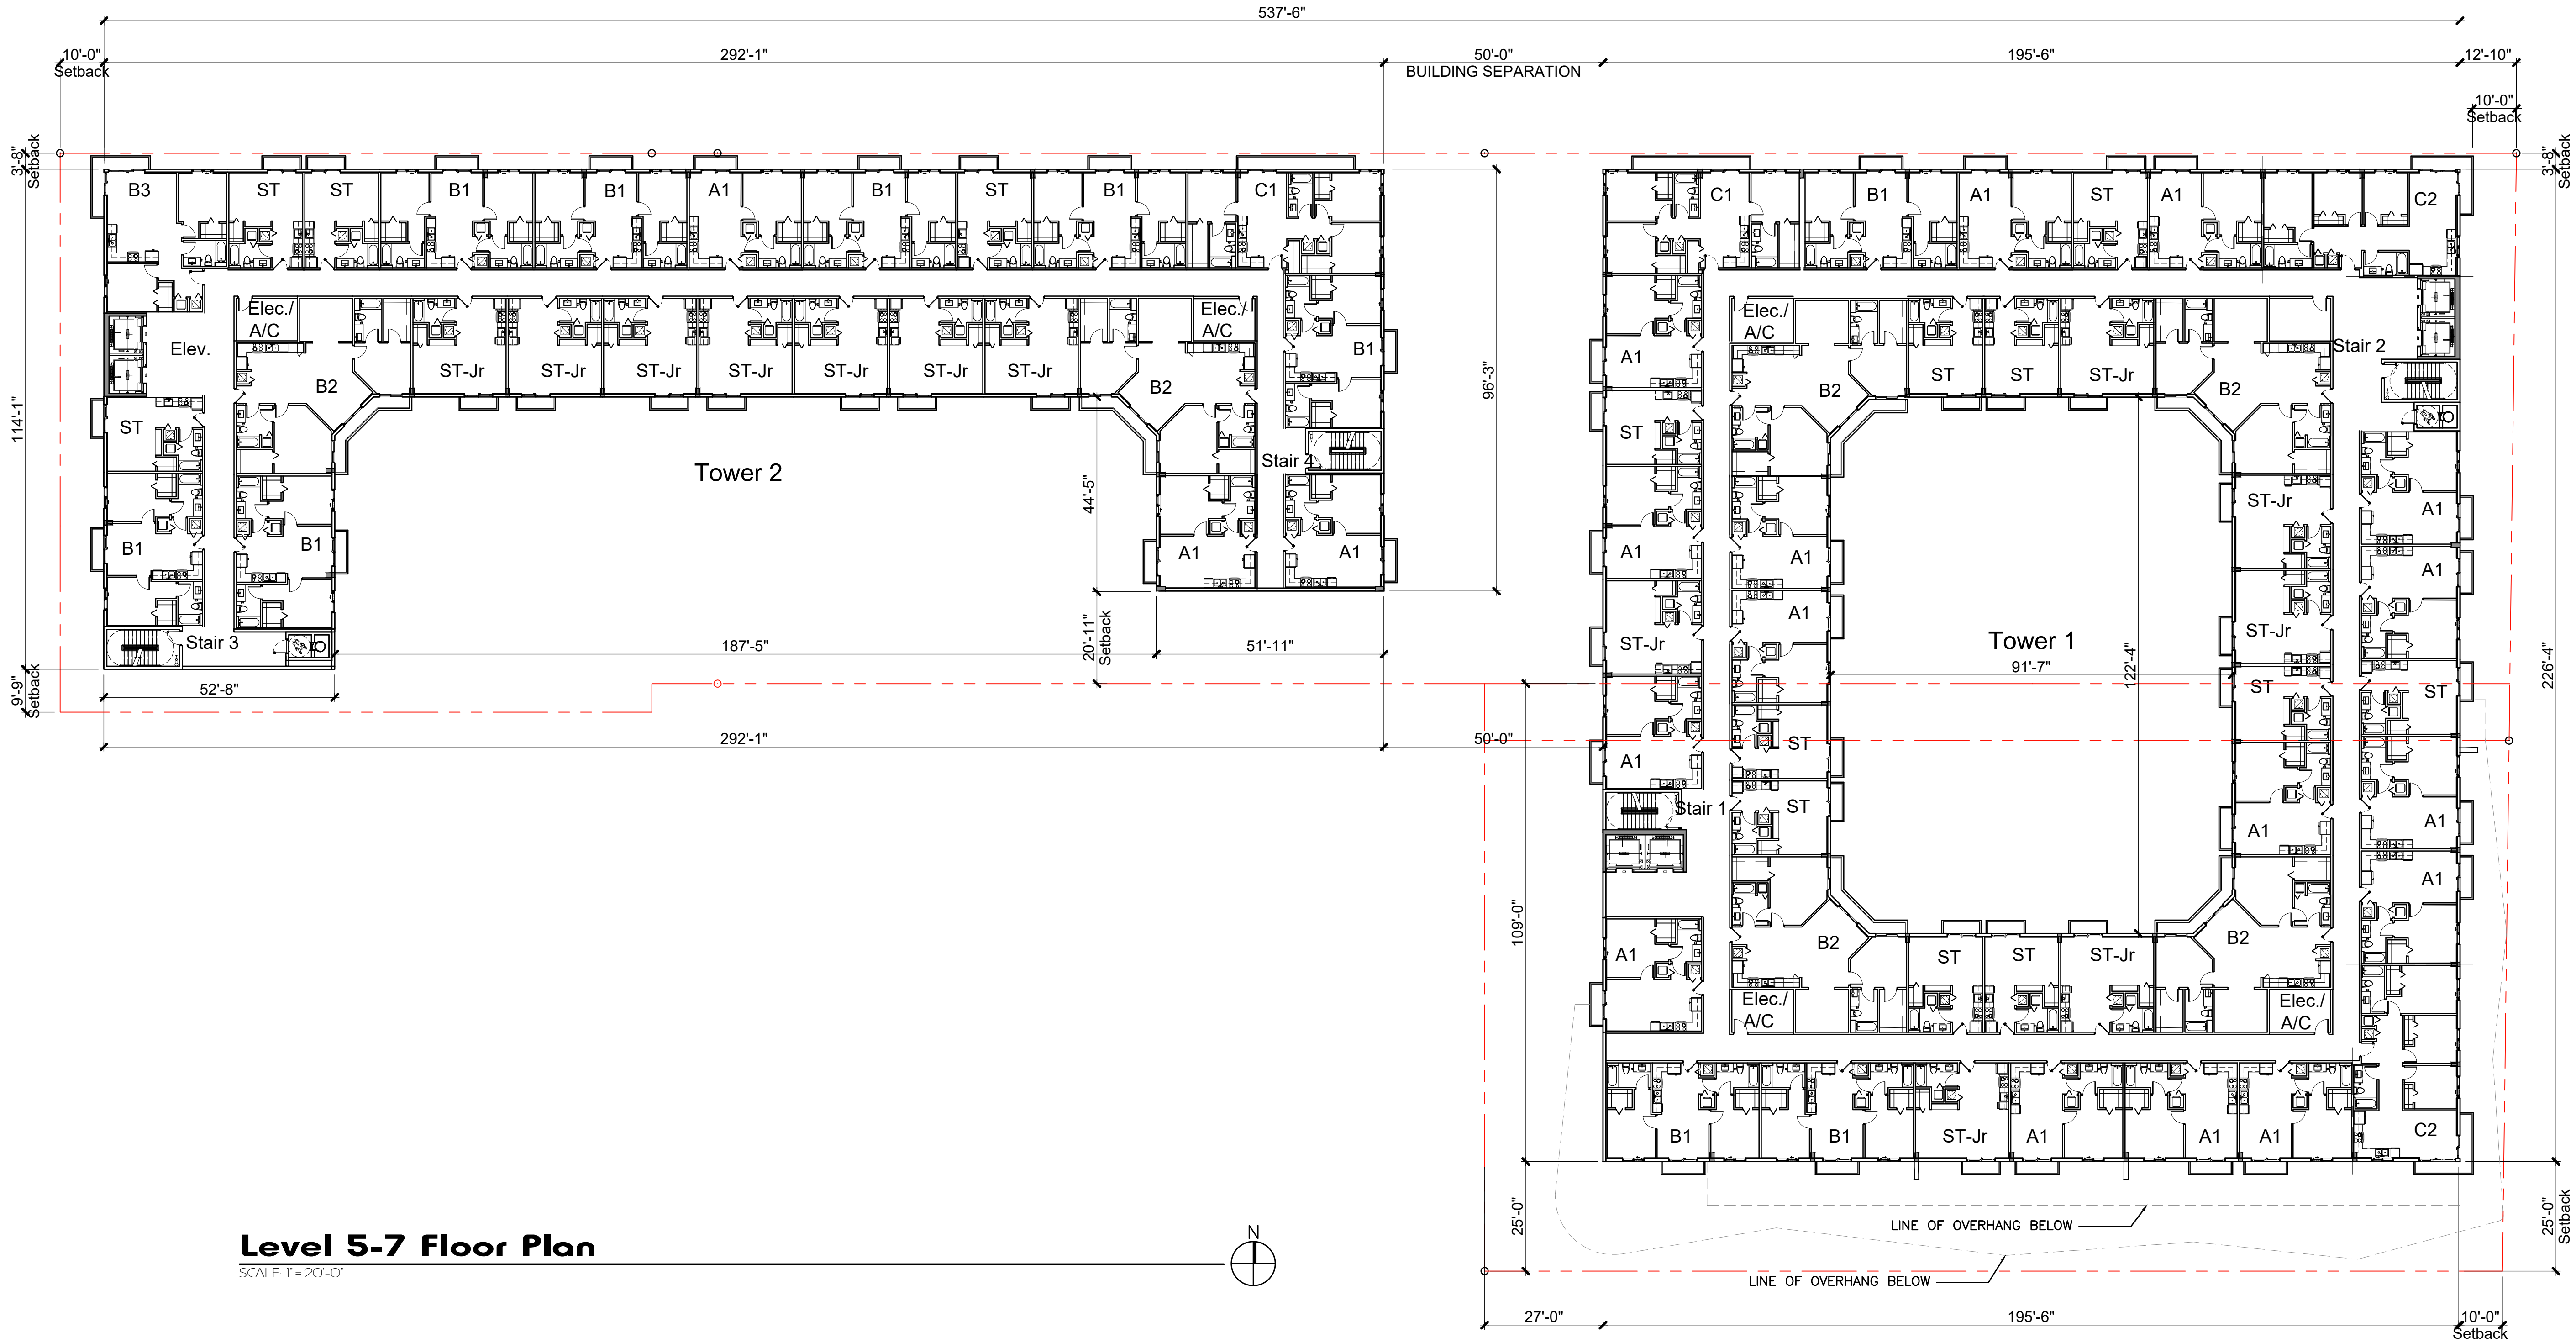 537'-6"
10'-0"
Setback
292'-1"
50'-0"
BUILDING SEPARATION
195'-6"
12'-10"
10'-0"
Setback
3'-8"
Setback
3'-8"
Setback
B3
ST
ST
B1
B1
A1
B1
ST
B1
C1
C1
B1
A1
ST
A1
C2
Elec./
A/C
Elev.
Elec./
A/C
B1
Elec./
A/C
A1
Stair 2
B2
ST-Jr
ST-Jr
ST-Jr
ST-Jr
ST-Jr
ST-Jr
ST-Jr
B2
96'-3"
B2
ST
ST
ST-Jr
B2
114'-1"
ST
Tower 2
Stair 4
44'-5"
ST
B1
B1
A1
A1
A1
A1
ST-Jr
A1
A1
A1
Stair 3
20'-11"
Setback
187'-5"
51'-11"
ST-Jr
Tower 1
91'-7"
122'-4"
ST-Jr
ST
ST
226'-4"
9'-9"
Setback
52'-8"
292'-1"
50'-0"
A1
ST
Stair 1
ST
A1
A1
A1
109'-0"
A1
B2
ST
ST
ST-Jr
B2
Elec./
A/C
Elec./
A/C
B1
B1
ST-Jr
A1
A1
A1
C2
25'-0"
LINE OF OVERHANG BELOW
25'-0"
Setback
Level 5-7 Floor Plan
SCALE: 1" = 20'-0"
N
LINE OF OVERHANG BELOW
27'-0"
195'-6"
10'-0"
Setback